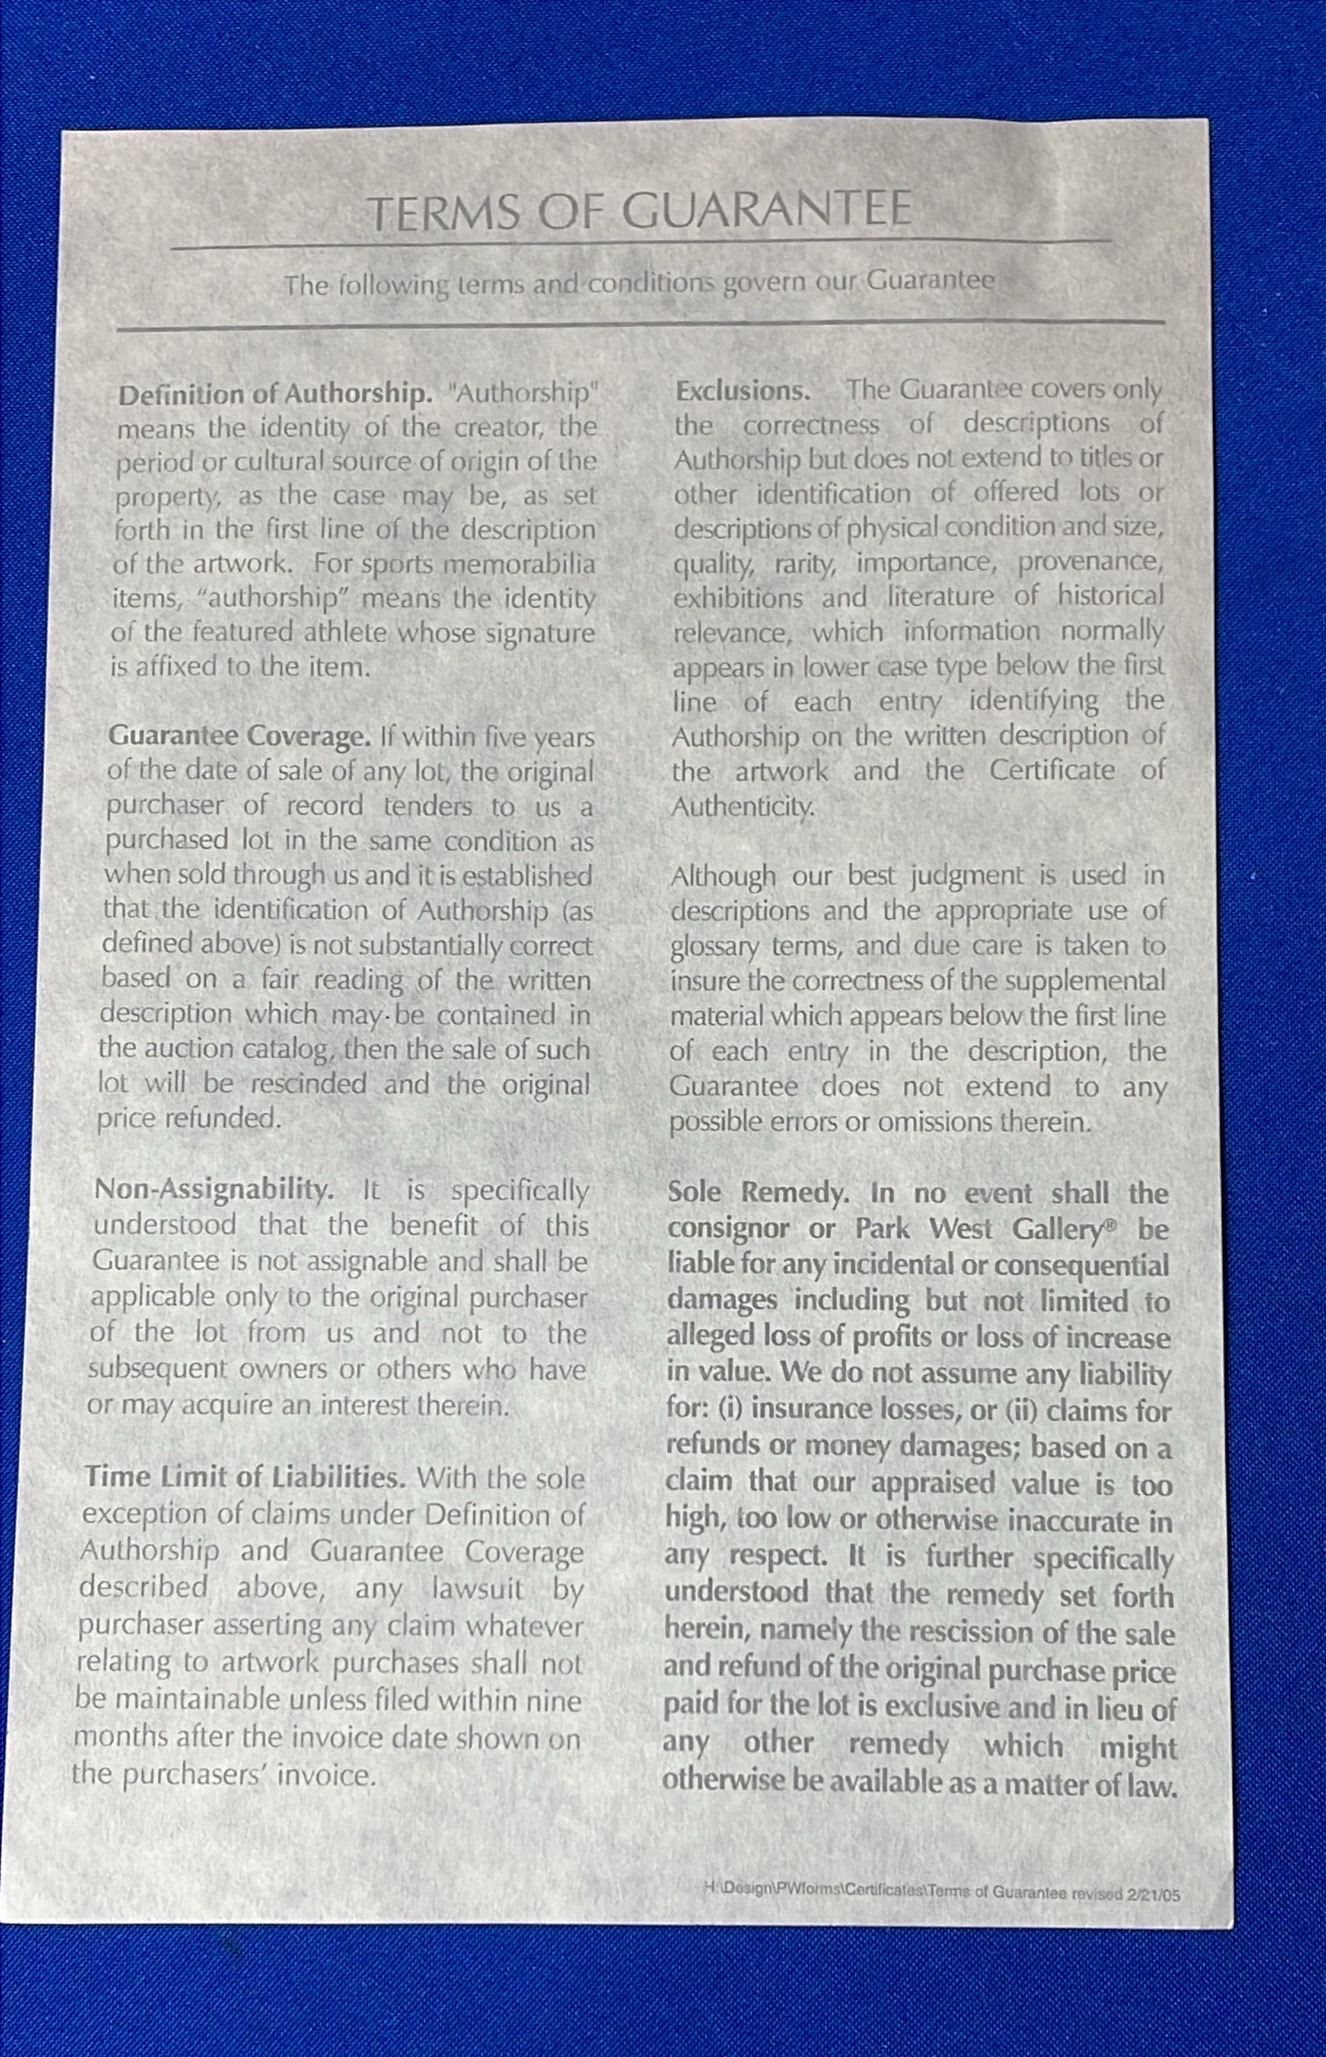 TERMS OF GUARANTEE
The following terms and conditions govern our Guarantee
Definition of Authorship. "Authorship"
means the identity of the creator, the
period or cultural source of origin of the
property, as the case may be, as set
forth in the first line of the description
of the artwork. For sports memorabilia
items, “authorship” means the identity
of the featured athlete whose signature
is affixed to the item.
Guarantee Coverage. If within five years
of the date of sale of any lot, the original
purchaser of record tenders to us a
purchased lot in the same condition as
when sold through us and it is established
that the identification of Authorship (as
defined above) is not substantially correct
based on a fair reading of the written
description which may be contained in
the auction catalog, then the sale of such
lot will be rescinded and the original
price refunded.
Non-Assignability. It is specifically
understood that the benefit of this
Guarantee is not assignable and shall be
applicable only to the original purchaser
of the lot from us and not to the
subsequent owners or others who have
or may acquire an interest therein.
Time Limit of Liabilities. With the sole
exception of claims under Definition of
Authorship and Guarantee Coverage
described above, any lawsuit by
purchaser asserting any claim whatever
relating to artwork purchases shall not
be maintainable unless filed within nine
months after the invoice date shown on
the purchasers’ invoice.
Exclusions. The Guarantee covers only
the correctness of descriptions of
Authorship but does not extend to titles or
other identification of offered lots or
descriptions of physical condition and size,
quality, rarity, importance, provenance,
exhibitions and literature of historical
relevance, which information normally
appears in lower case type below the first
line of each entry identifying the
Authorship on the written description of
the artwork and the Certificate of
Authenticity.
Although our best judgment is used in
descriptions and the appropriate use of
glossary terms, and due care is taken to
insure the correctness of the supplemental
material which appears below the first line
of each entry in the description, the
Guarantee does not extend to any
possible errors or omissions therein.
Sole Remedy. In no event shall the
consignor or Park West Gallery® be
liable for any incidental or consequential
damages including but not limited to
alleged loss of profits or loss of increase
in value. We do not assume any liability
for: (i) insurance losses, or (ii) claims for
refunds or money damages; based on a
claim that our appraised value is too
high, too low or otherwise inaccurate in
any respect. It is further specifically
understood that the remedy set forth
herein, namely the rescission of the sale
and refund of the original purchase price
paid for the lot is exclusive and in lieu of
any other remedy which might
otherwise be available as a matter of law.
H:\Design\PWforms\Certificates\Terms of Guarantee revised 2/21/05